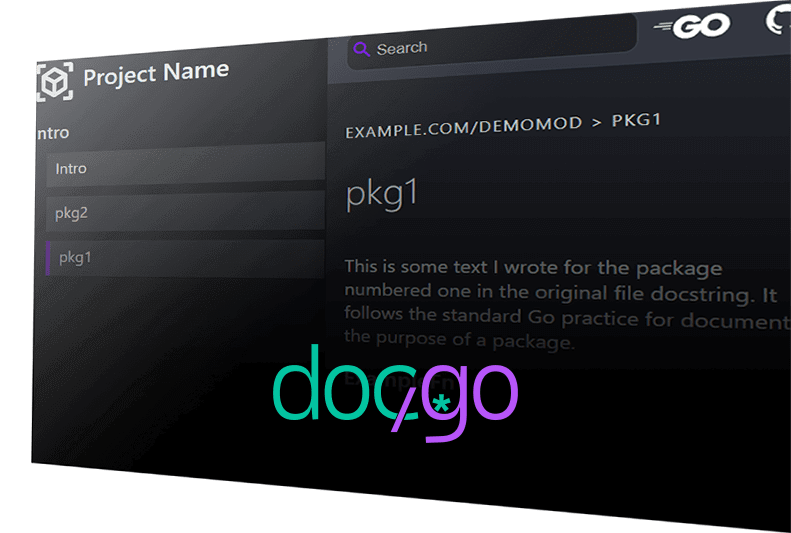 Project Name
Search
GO
Intro
Intro
pkg2
pkg1
EXAMPLE.COM/DEMOMOD > PKG1
pkg1
This is some text I wrote for the package
numbered one in the original file docstring. It
follows the standard Go practice for document
the purpose of a package.
doc/*go